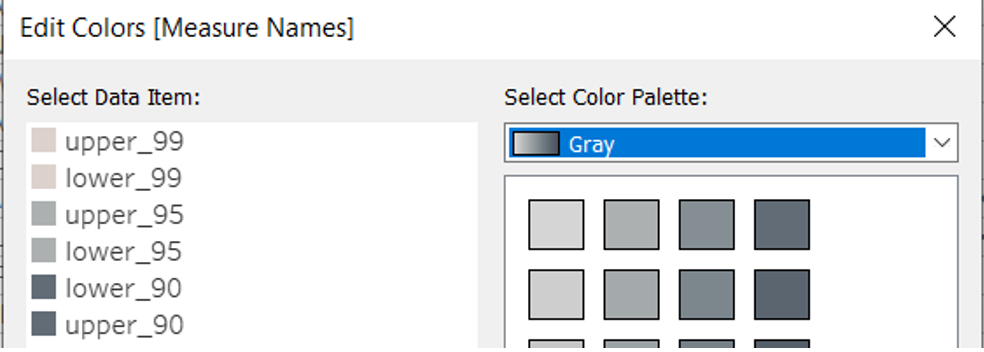 Edit Colors [Measure Names]
Select Data Item:
upper_99
lower_99
upper_95
lower_95
lower_90
upper_90
Select Color Palette:
Gray